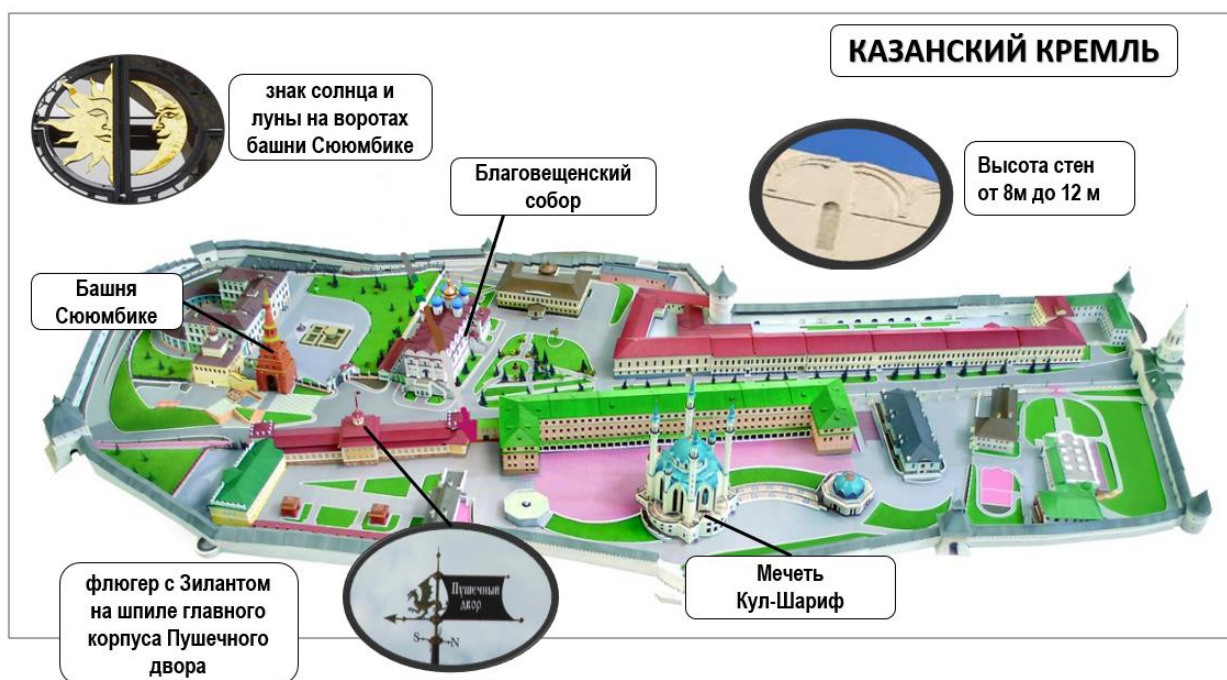 КАЗАНСКИЙ КРЕМЛЬ
знак солнца и
луны на воротах
башни Сююмбике
Благовещенский
собор
Высота стен
от 8м до 12 м
Башня
Сююмбике
Мечеть
Кул-Шариф
флюгер с Зилантом
на шпиле главного
корпуса Пушечного
двора
Пушечный
двор
S N